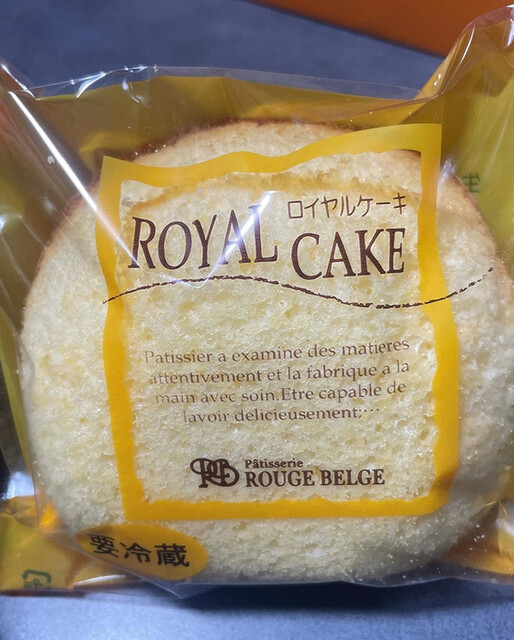 ロイヤルケーキ
ROYAL CAKE
Patissier a examine des matieres
attentivement et la fabrique a la
main avec soin.Etre capable de
lavoir delicieusement;…
PRB Pâtisserie
ROUGE BELGE
要冷蔵